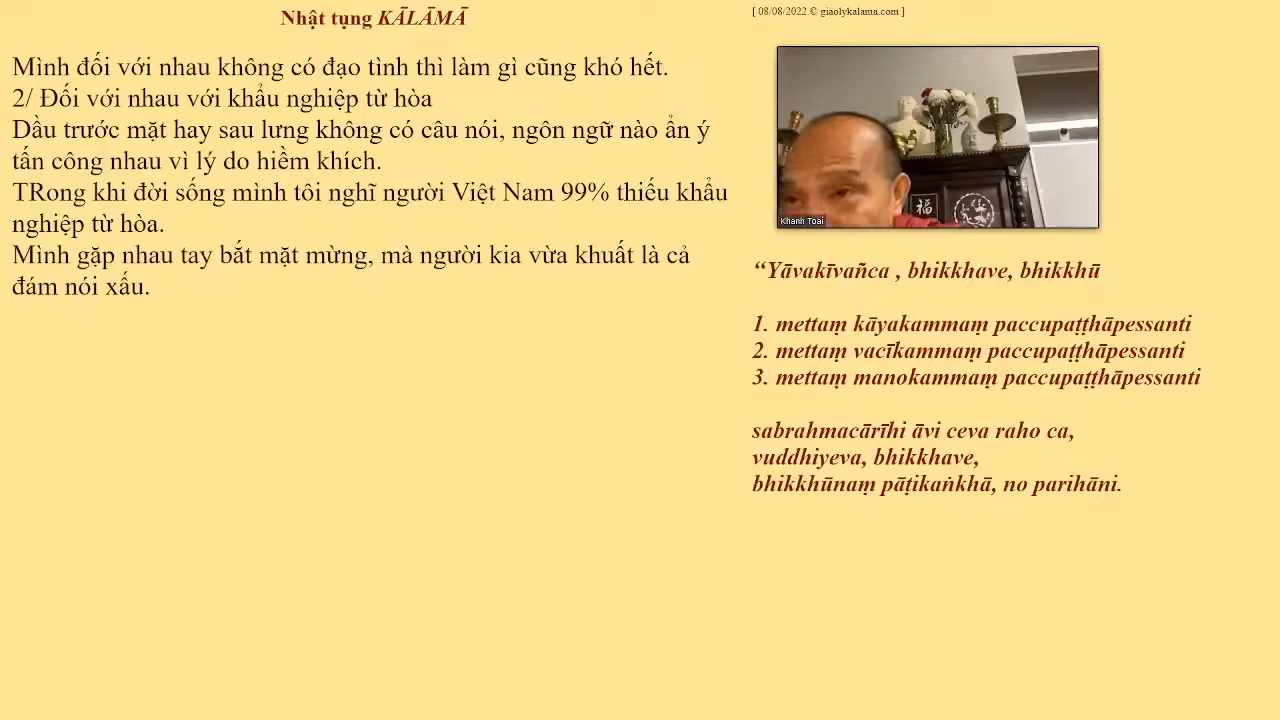 Nhật tụng KĀLĀMĀ
[ 08/08/2022 © giaolykalama.com ]
Mình đối với nhau không có đạo tình thì làm gì cũng khó hết.
2/ Đối với nhau với khẩu nghiệp từ hòa
Dầu trước mặt hay sau lưng không có câu nói, ngôn ngữ nào ẩn ý
tấn công nhau vì lý do hiềm khích.
TRong khi đời sống mình tôi nghĩ người Việt Nam 99% thiếu khẩu
nghiệp từ hòa.
Mình gặp nhau tay bắt mặt mừng, mà người kia vừa khuất là cả
đám nói xấu.
福
Khanh Toai
“Yāvakīvañca , bhikkhave, bhikkhū
1. mettaṃ kāyakammaṃ paccupaṭṭhāpessanti
2. mettaṃ vacīkammaṃ paccupaṭṭhāpessanti
3. mettaṃ manokammaṃ paccupaṭṭhāpessanti
sabrahmacārīhi āvi ceva raho ca,
vuddhiyeva, bhikkhave,
bhikkhūnaṃ pāṭikaṅkhā, no parihāni.